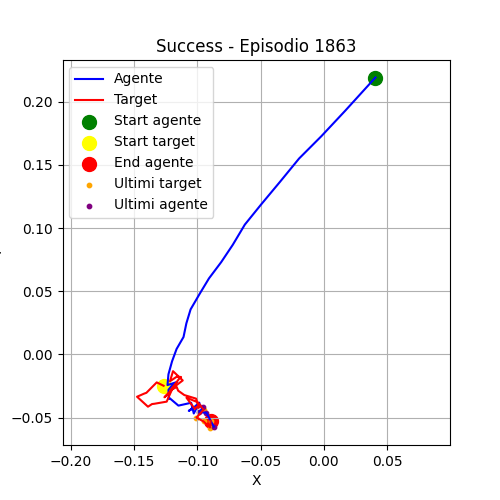 Success - Episodio 1863
Agente
Target
Start agente
Start target
End agente
Ultimi target
Ultimi agente
0.20
0.15
0.10
0.05
0.00
−0.05
−0.20 −0.15 −0.10 −0.05 0.00 0.05
X